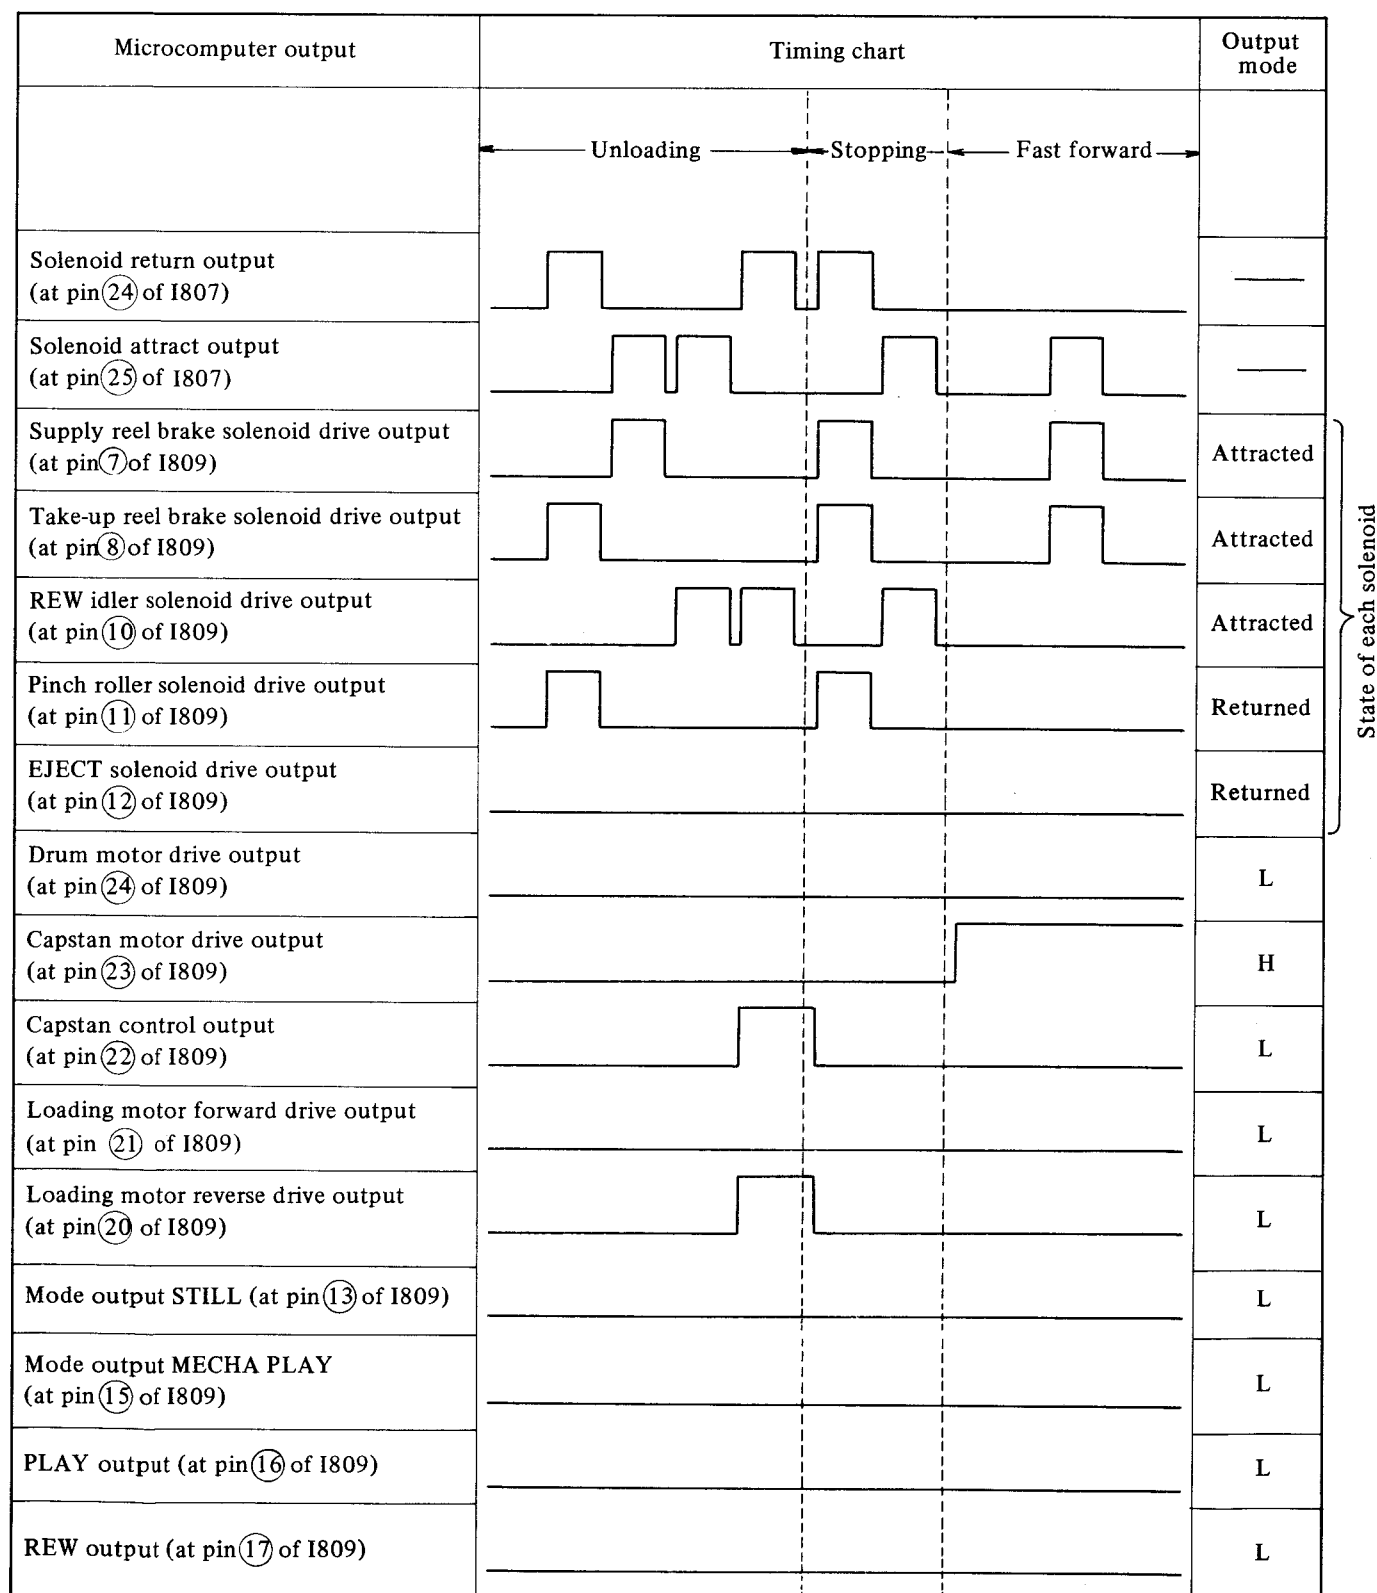 Microcomputer output
Timing chart
Output
mode
Unloading
Stopping
Fast forward
Solenoid return output
(at pin 24 of I807)
Solenoid attract output
(at pin 25 of I807)
Supply reel brake solenoid drive output
(at pin 7 of I809)
Attracted
Take-up reel brake solenoid drive output
(at pin 8 of I809)
Attracted
REW idler solenoid drive output
(at pin 10 of I809)
Attracted
Pinch roller solenoid drive output
(at pin 11 of I809)
Returned
EJECT solenoid drive output
(at pin 12 of I809)
Returned
State of each solenoid
Drum motor drive output
(at pin 24 of I809)
L
Capstan motor drive output
(at pin 23 of I809)
H
Capstan control output
(at pin 22 of I809)
L
Loading motor forward drive output
(at pin 21 of I809)
L
Loading motor reverse drive output
(at pin 20 of I809)
L
Mode output STILL (at pin 13 of I809)
L
Mode output MECHA PLAY
(at pin 15 of I809)
L
PLAY output (at pin 16 of I809)
L
REW output (at pin 17 of I809)
L